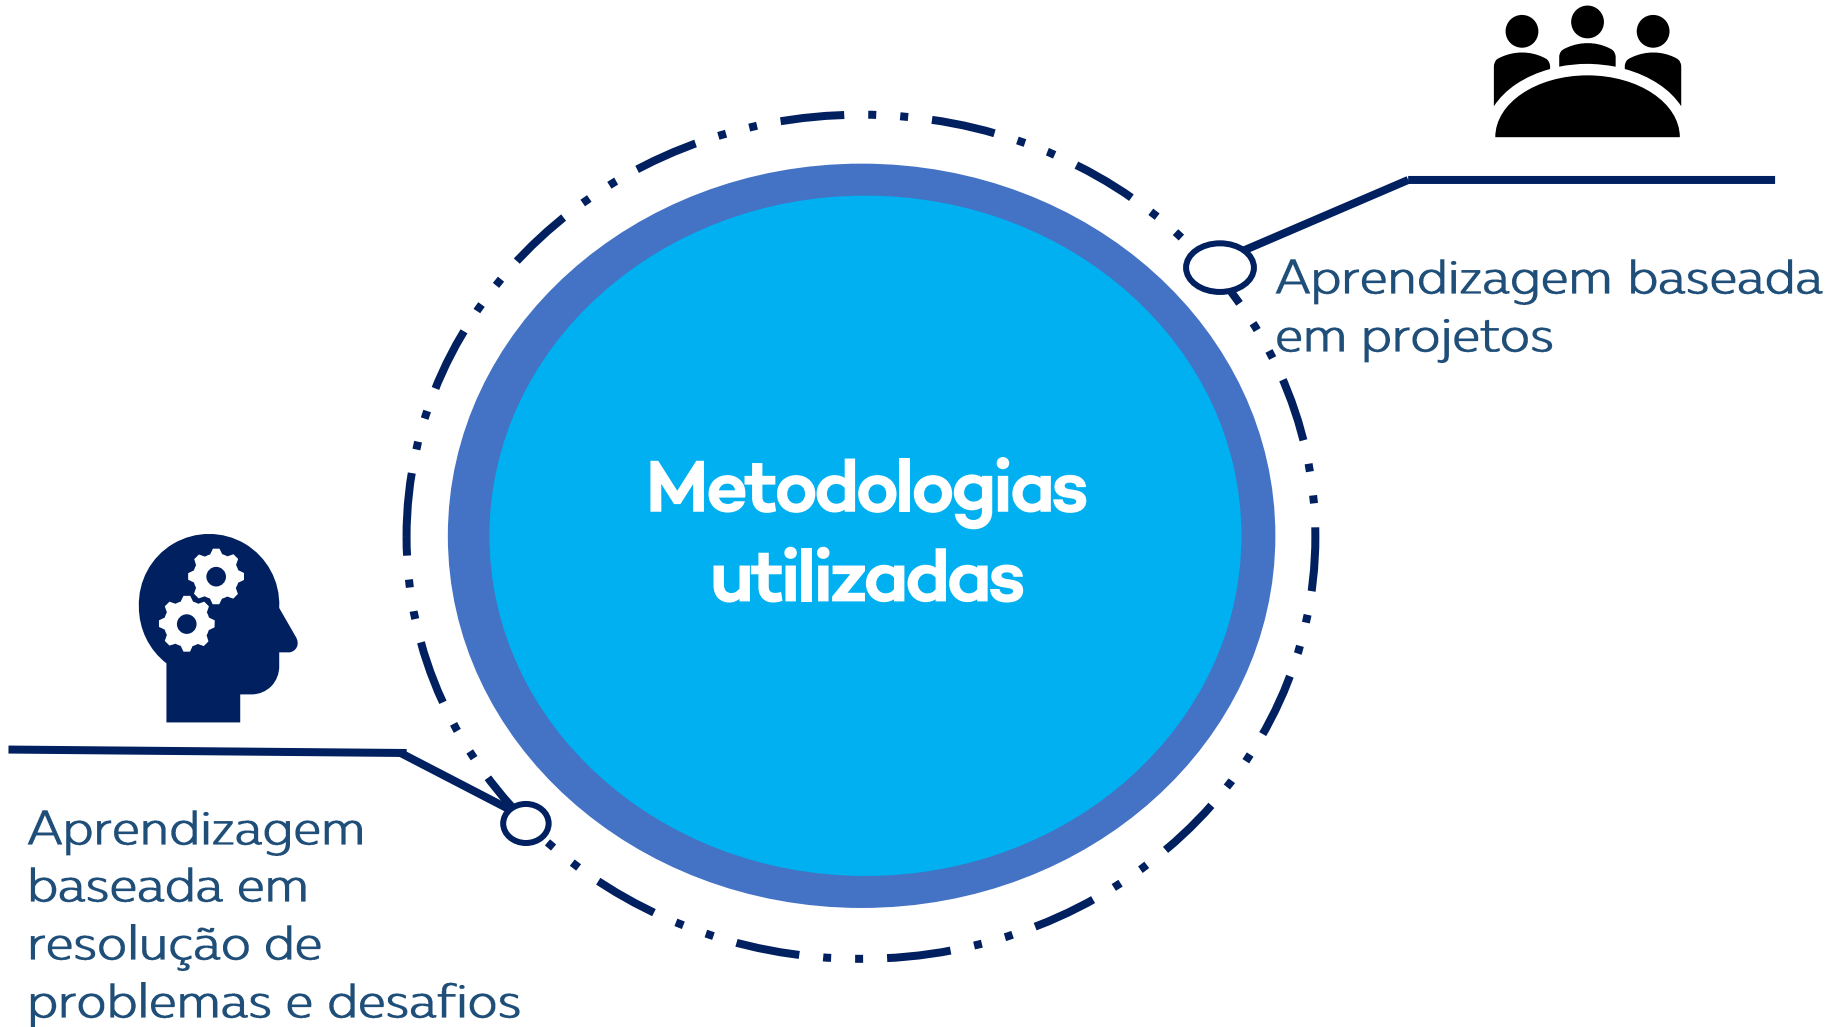 Aprendizagem baseada
em projetos
Metodologias
utilizadas
Aprendizagem
baseada em
resolução de
problemas e desafios